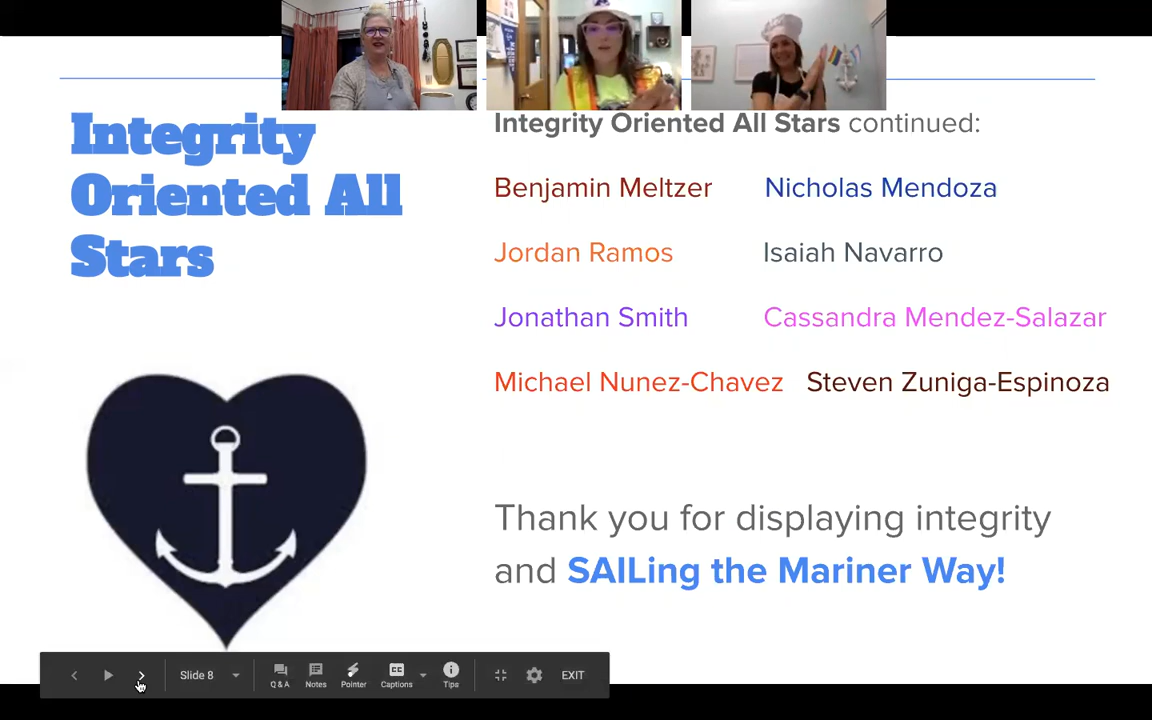 Integrity
Oriented All
Stars
Integrity Oriented All Stars continued:
Benjamin Meltzer Nicholas Mendoza
Jordan Ramos Isaiah Navarro
Jonathan Smith Cassandra Mendez-Salazar
Michael Nunez-Chavez Steven Zuniga-Espinoza
Thank you for displaying integrity
and SAILing the Mariner Way!
Slide 8 Q & A Notes Pointer CC Captions Tips EXIT